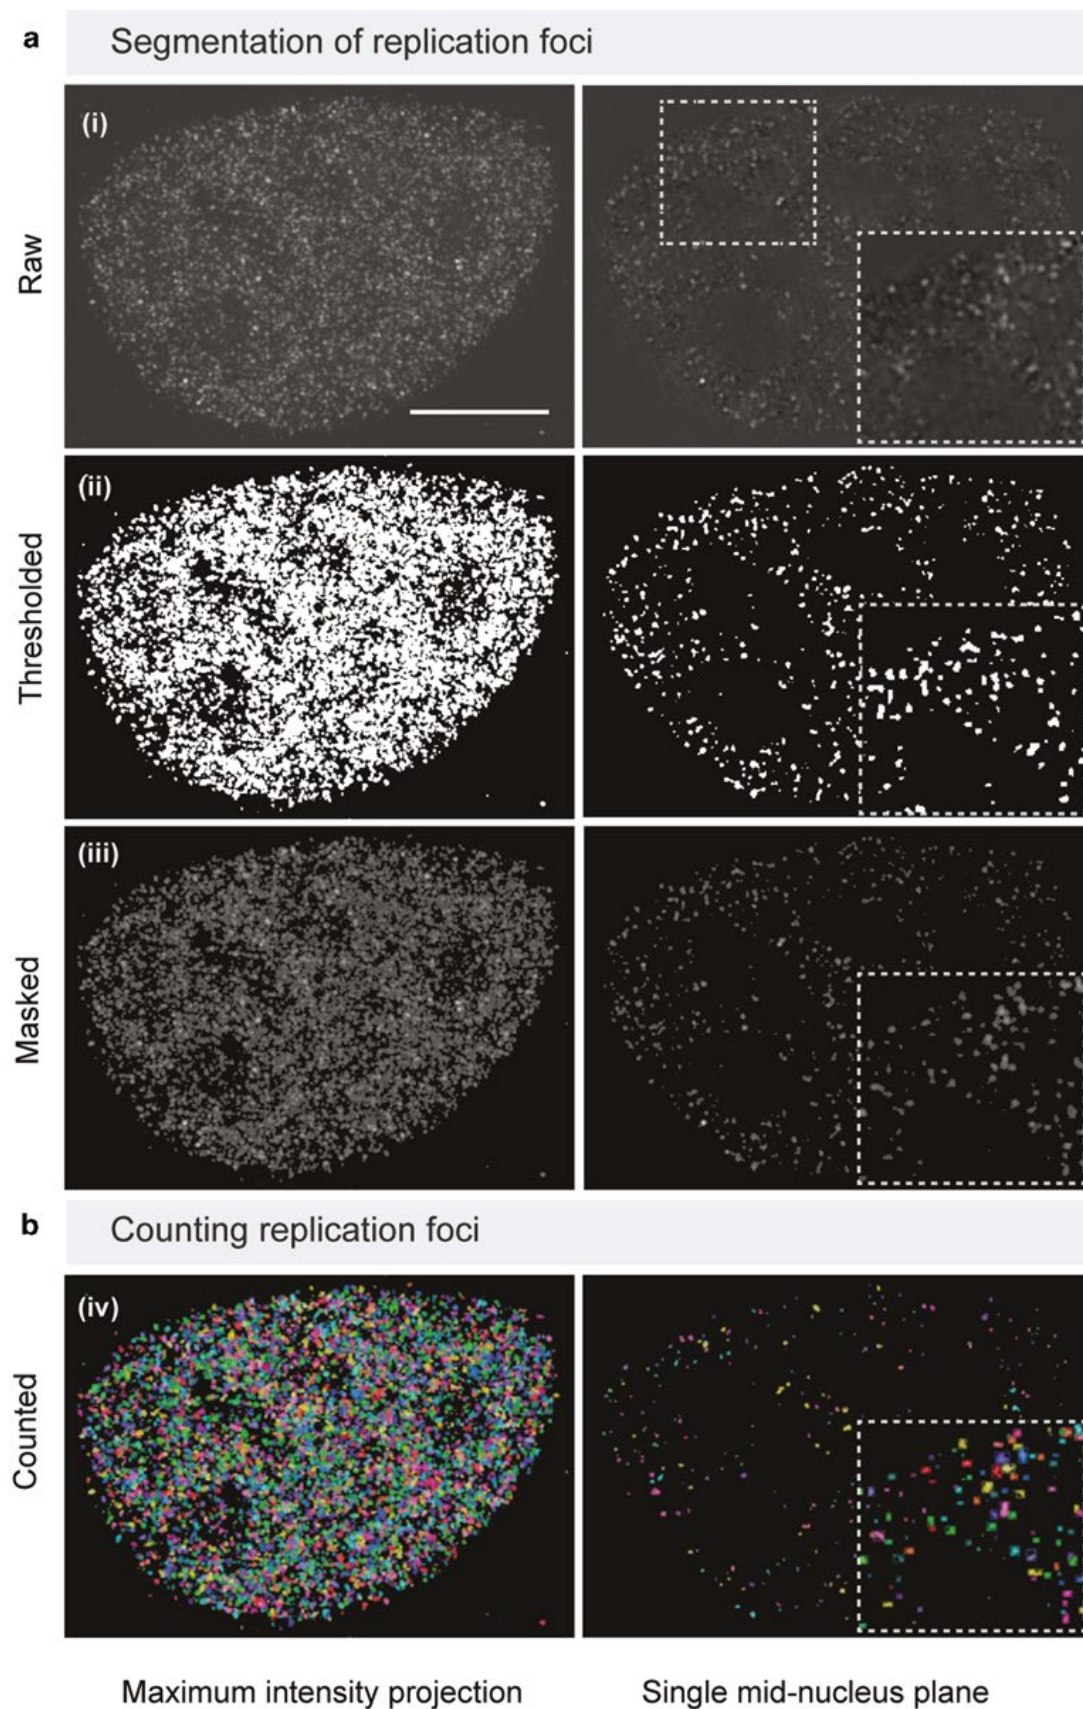 a Segmentation of replication foci
(i)
Raw
(ii)
Thresholded
(iii)
Masked
b Counting replication foci
(iv)
Counted
Maximum intensity projection Single mid-nucleus plane